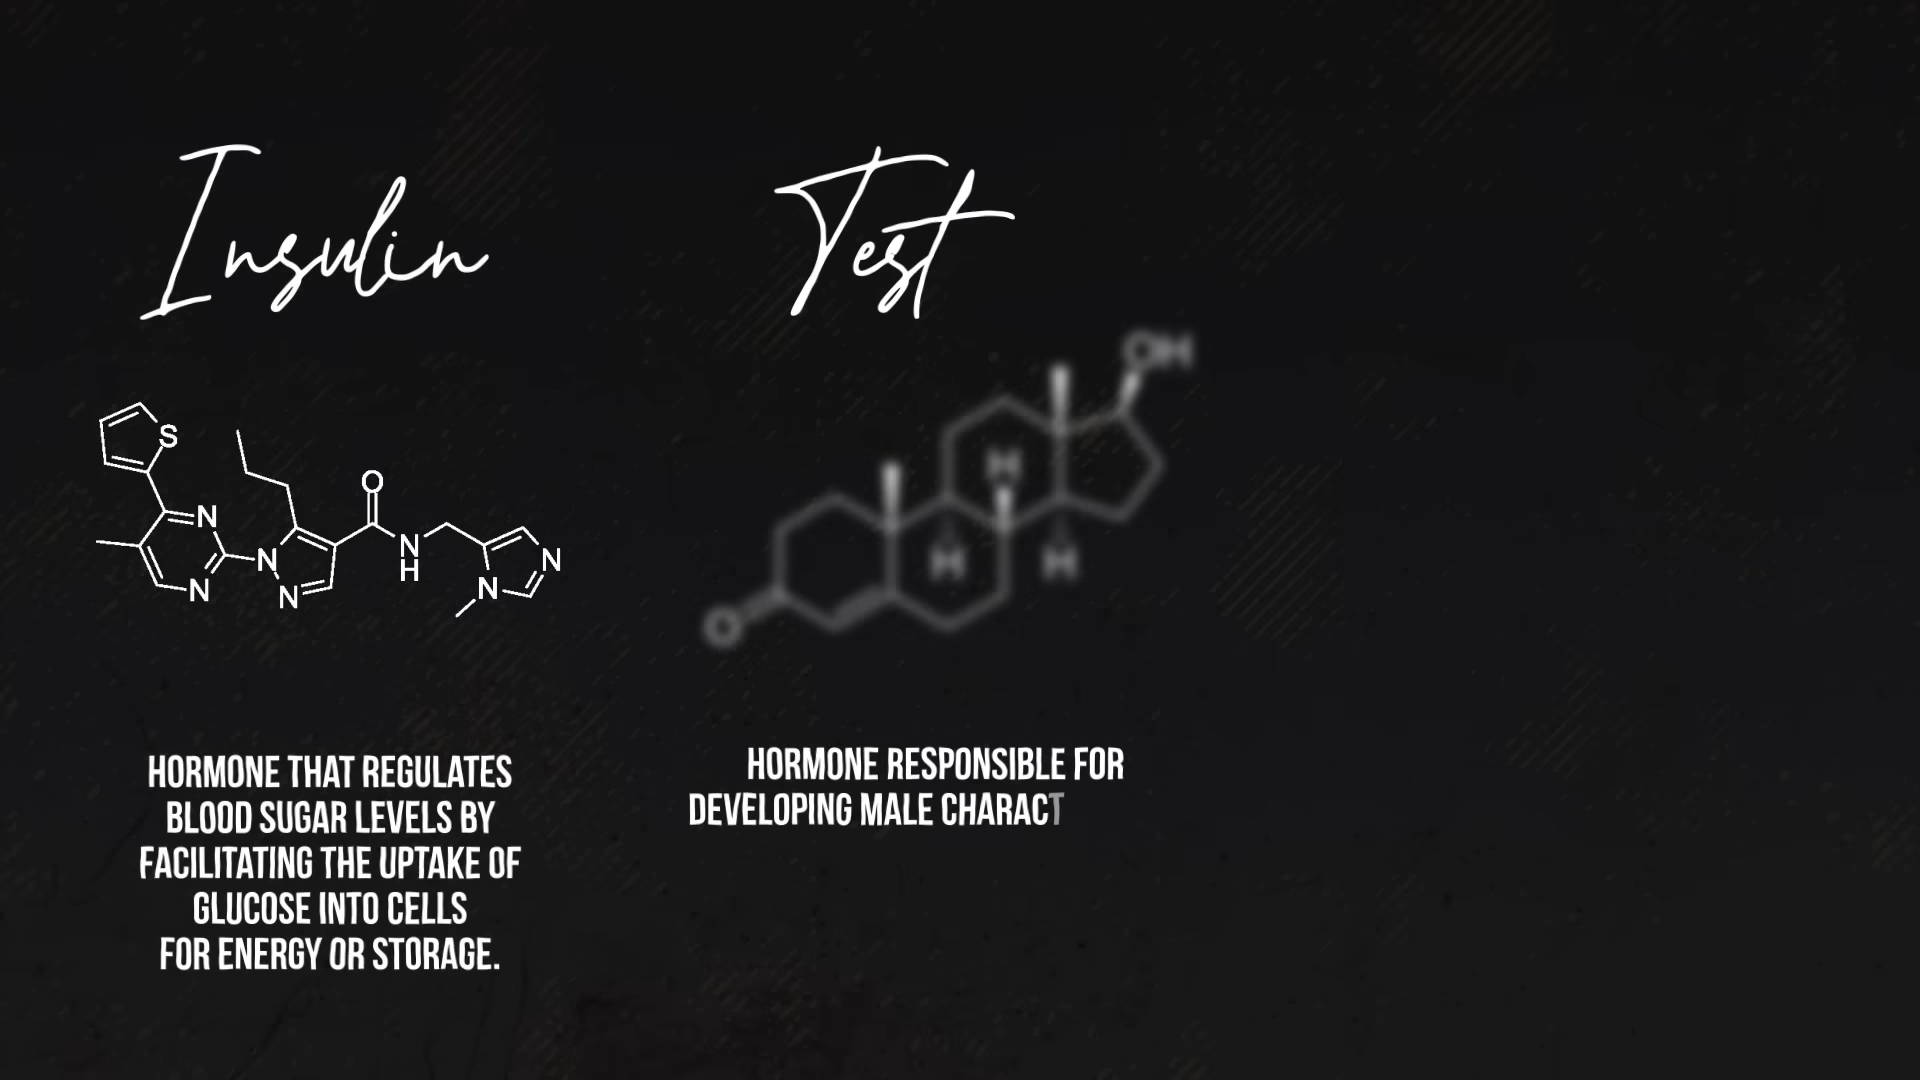 Insulin
Test
S
N
N
N
N
O
N
H
N
N
OH
H
H
H
O
HORMONE THAT REGULATES
BLOOD SUGAR LEVELS BY
FACILITATING THE UPTAKE OF
GLUCOSE INTO CELLS
FOR ENERGY OR STORAGE.
HORMONE RESPONSIBLE FOR
DEVELOPING MALE CHARACT